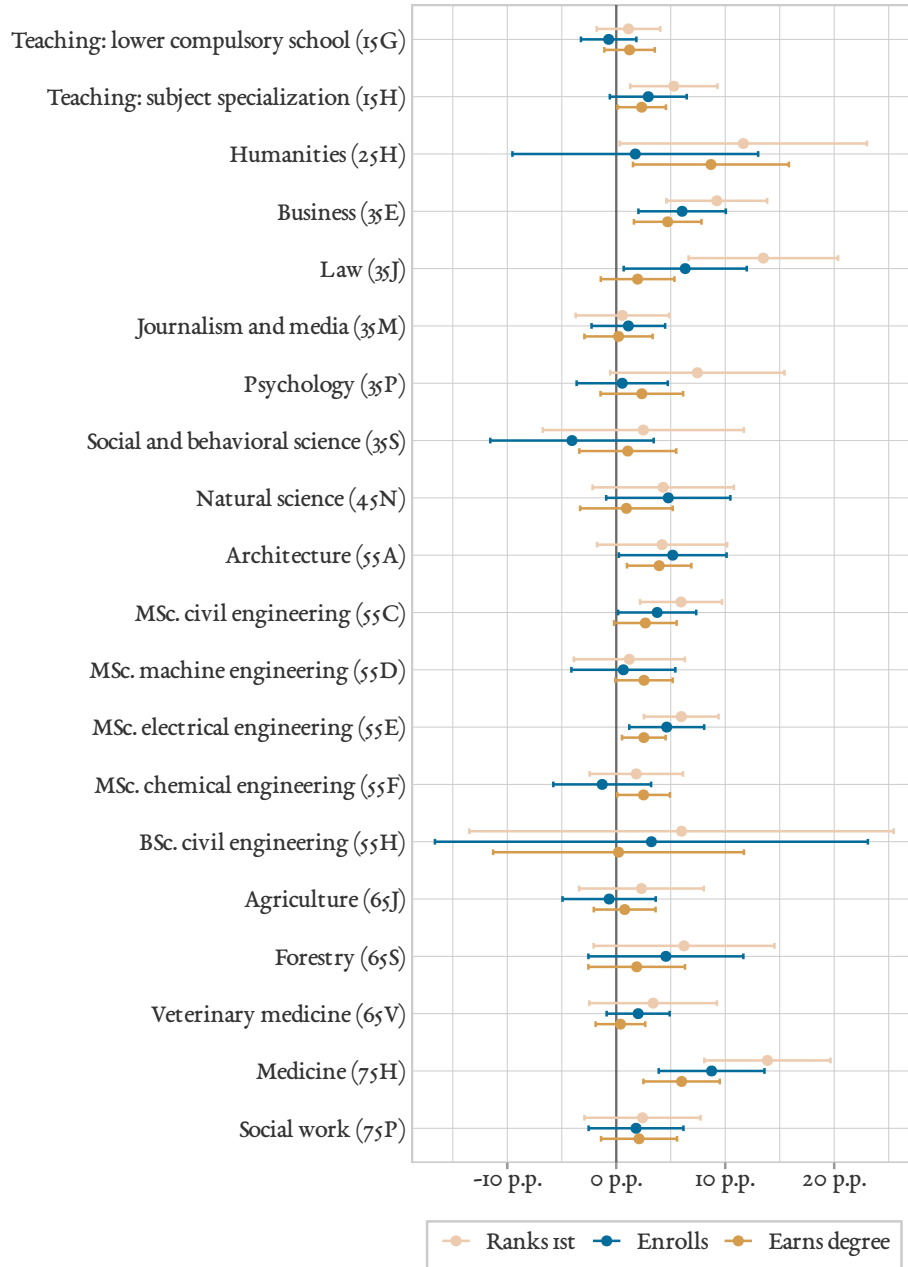 Teaching: lower compulsory school (15G)
Teaching: subject specialization (15H)
Humanities (25H)
Business (35E)
Law (35J)
Journalism and media (35M)
Psychology (35P)
Social and behavioral science (35S)
Natural science (45N)
Architecture (55A)
MSc. civil engineering (55C)
MSc. machine engineering (55D)
MSc. electrical engineering (55E)
MSc. chemical engineering (55F)
BSc. civil engineering (55H)
Agriculture (65J)
Forestry (65S)
Veterinary medicine (65V)
Medicine (75H)
Social work (75P)
-10 p.p. 0 p.p. 10 p.p. 20 p.p.
Ranks 1st Enrolls Earns degree